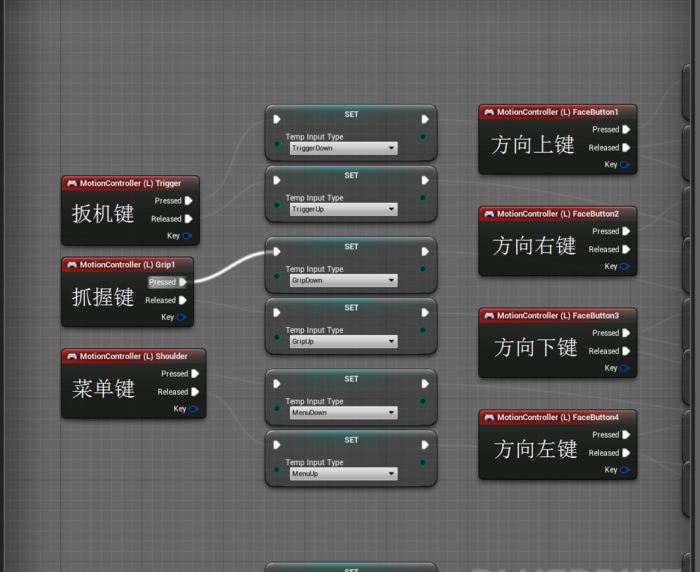 MotionController (L) Trigger
扳机键
Pressed
Released
Key
MotionController (L) Grip1
抓握键
Pressed
Released
Key
MotionController (L) Shoulder
菜单键
Pressed
Released
Key
SET
Temp Input Type
TriggerDown
SET
Temp Input Type
TriggerUp
SET
Temp Input Type
GripDown
SET
Temp Input Type
GripUp
SET
Temp Input Type
MenuDown
SET
Temp Input Type
MenuUp
SET
MotionController (L) FaceButton1
方向上键
Pressed
Released
Key
MotionController (L) FaceButton2
方向右键
Pressed
Released
Key
MotionController (L) FaceButton3
方向下键
Pressed
Released
Key
MotionController (L) FaceButton4
方向左键
Pressed
Released
Key